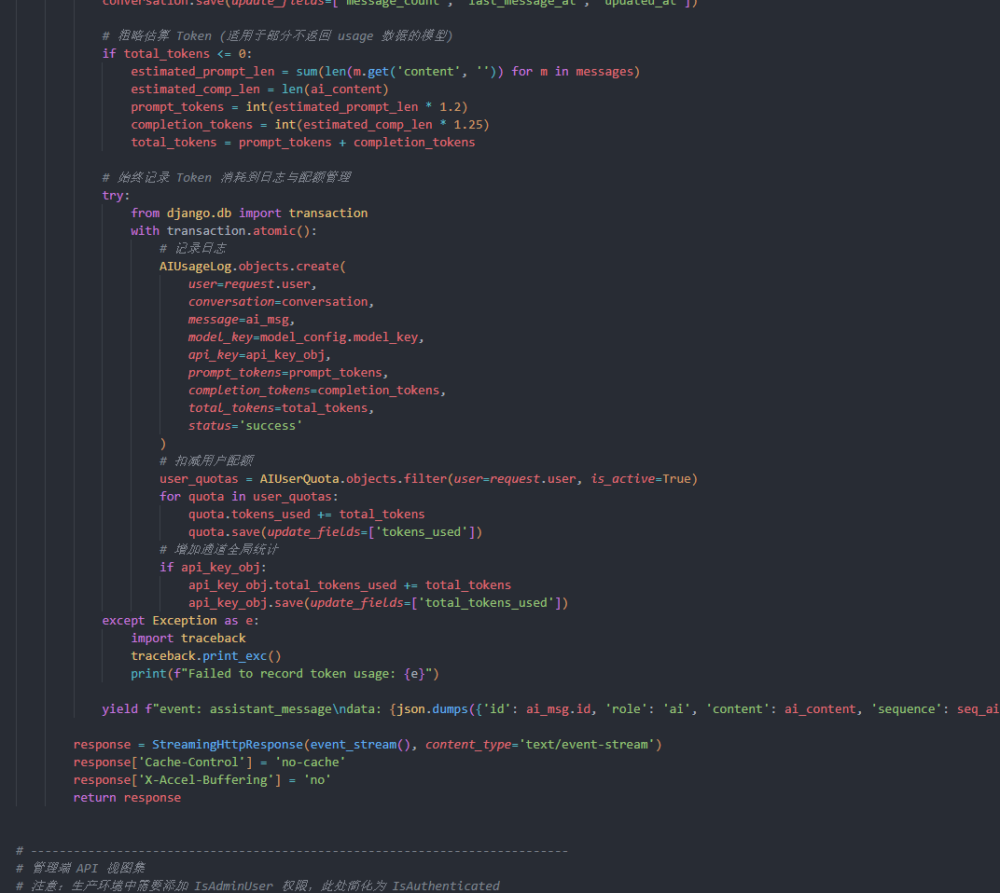 conversation.save(update_fields=['message_count', 'last_message_at', 'updated_at'])
# 粗略估算 Token (适用于部分不返回 usage 数据的模型)
if total_tokens <= 0:
estimated_prompt_len = sum(len(m.get('content', '')) for m in messages)
estimated_comp_len = len(ai_content)
prompt_tokens = int(estimated_prompt_len * 1.2)
completion_tokens = int(estimated_comp_len * 1.25)
total_tokens = prompt_tokens + completion_tokens
# 始终记录 Token 消耗到日志与配额管理
try:
from django.db import transaction
with transaction.atomic():
# 记录日志
AIUsageLog.objects.create(
user=request.user,
conversation=conversation,
message=ai_msg,
model_key=model_config.model_key,
api_key=api_key_obj,
prompt_tokens=prompt_tokens,
completion_tokens=completion_tokens,
total_tokens=total_tokens,
status='success'
)
# 扣减用户配额
user_quotas = AIUserQuota.objects.filter(user=request.user, is_active=True)
for quota in user_quotas:
quota.tokens_used += total_tokens
quota.save(update_fields=['tokens_used'])
# 增加通道全局统计
if api_key_obj:
api_key_obj.total_tokens_used += total_tokens
api_key_obj.save(update_fields=['total_tokens_used'])
except Exception as e:
import traceback
traceback.print_exc()
print(f"Failed to record token usage: {e}")
yield f"event: assistant_message\ndata: {json.dumps({'id': ai_msg.id, 'role': 'ai', 'content': ai_content, 'sequence': seq_ai
response = StreamingHttpResponse(event_stream(), content_type='text/event-stream')
response['Cache-Control'] = 'no-cache'
response['X-Accel-Buffering'] = 'no'
return response
# ---------------------------------------------------------------------------
# 管理端 API 视图集
# 注意：生产环境中需要添加 IsAdminUser 权限，此处简化为 IsAuthenticated